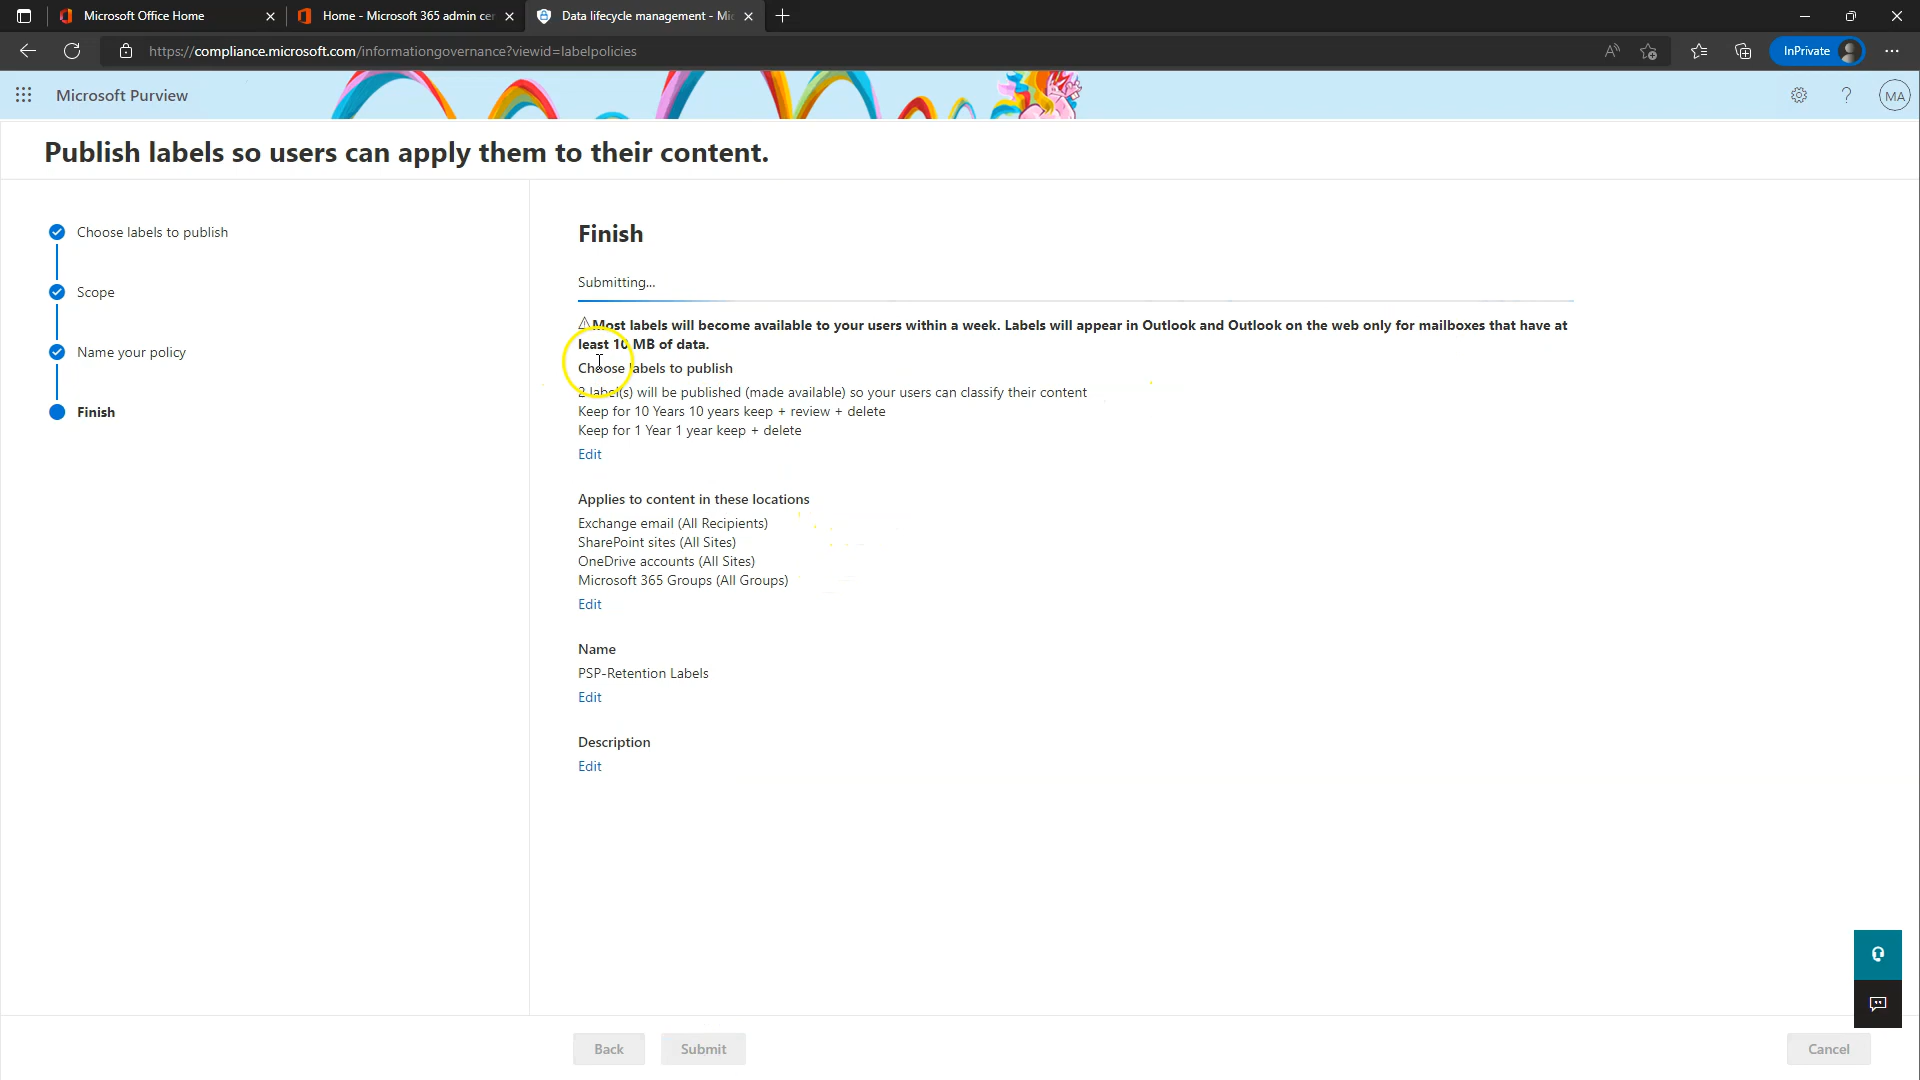 Microsoft Office Home
Home - Microsoft 365 admin cer
Data lifecycle management - Mic
https://compliance.microsoft.com/informationgovernance?viewid=labelpolicies
InPrivate
Microsoft Purview
MA
Publish labels so users can apply them to their content.
Choose labels to publish
Scope
Name your policy
Finish
Finish
Submitting...
Most labels will become available to your users within a week. Labels will appear in Outlook and Outlook on the web only for mailboxes that have at
least 10 MB of data.
Choose labels to publish
2 label(s) will be published (made available) so your users can classify their content
Keep for 10 Years 10 years keep + review + delete
Keep for 1 Year 1 year keep + delete
Edit
Applies to content in these locations
Exchange email (All Recipients)
SharePoint sites (All Sites)
OneDrive accounts (All Sites)
Microsoft 365 Groups (All Groups)
Edit
Name
PSP-Retention Labels
Edit
Description
Edit
Back
Submit
Cancel